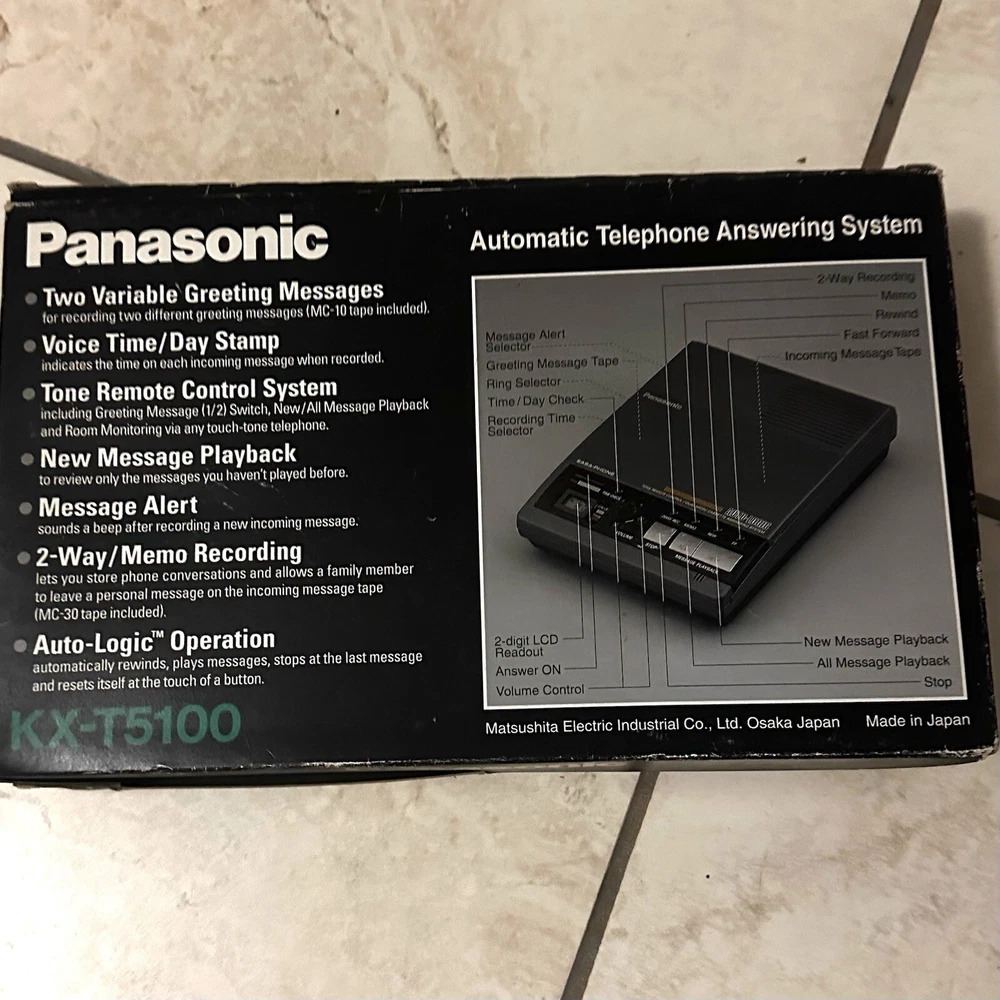 Panasonic
Two Variable Greeting Messages
for recording two different greeting messages (MC-10 tape included).
Voice Time/Day Stamp
indicates the time on each incoming message when recorded.
Tone Remote Control System
including Greeting Message (1/2) Switch, New/All Message Playback
and Room Monitoring via any touch-tone telephone.
New Message Playback
to review only the messages you haven't played before.
Message Alert
sounds a beep after recording a new incoming message.
2-Way/Memo Recording
lets you store phone conversations and allows a family member
to leave a personal message on the incoming message tape
(MC-30 tape included).
Auto-Logic™ Operation
automatically rewinds, plays messages, stops at the last message
and resets itself at the touch of a button.
KX-T5100
Automatic Telephone Answering System
2-Way Recording
Memo
Rewind
Fast Forward
Incoming Message Tape
Message Alert
Selector
Greeting Message Tape
Ring Selector
Time/Day Check
Recording Time
Selector
Panasonic
EASA-PHONE
VOLUME
STOP
MESSAGE PLAYBACK
2-digit LCD
Readout
Answer ON
Volume Control
New Message Playback
All Message Playback
Stop
Matsushita Electric Industrial Co., Ltd. Osaka Japan
Made in Japan